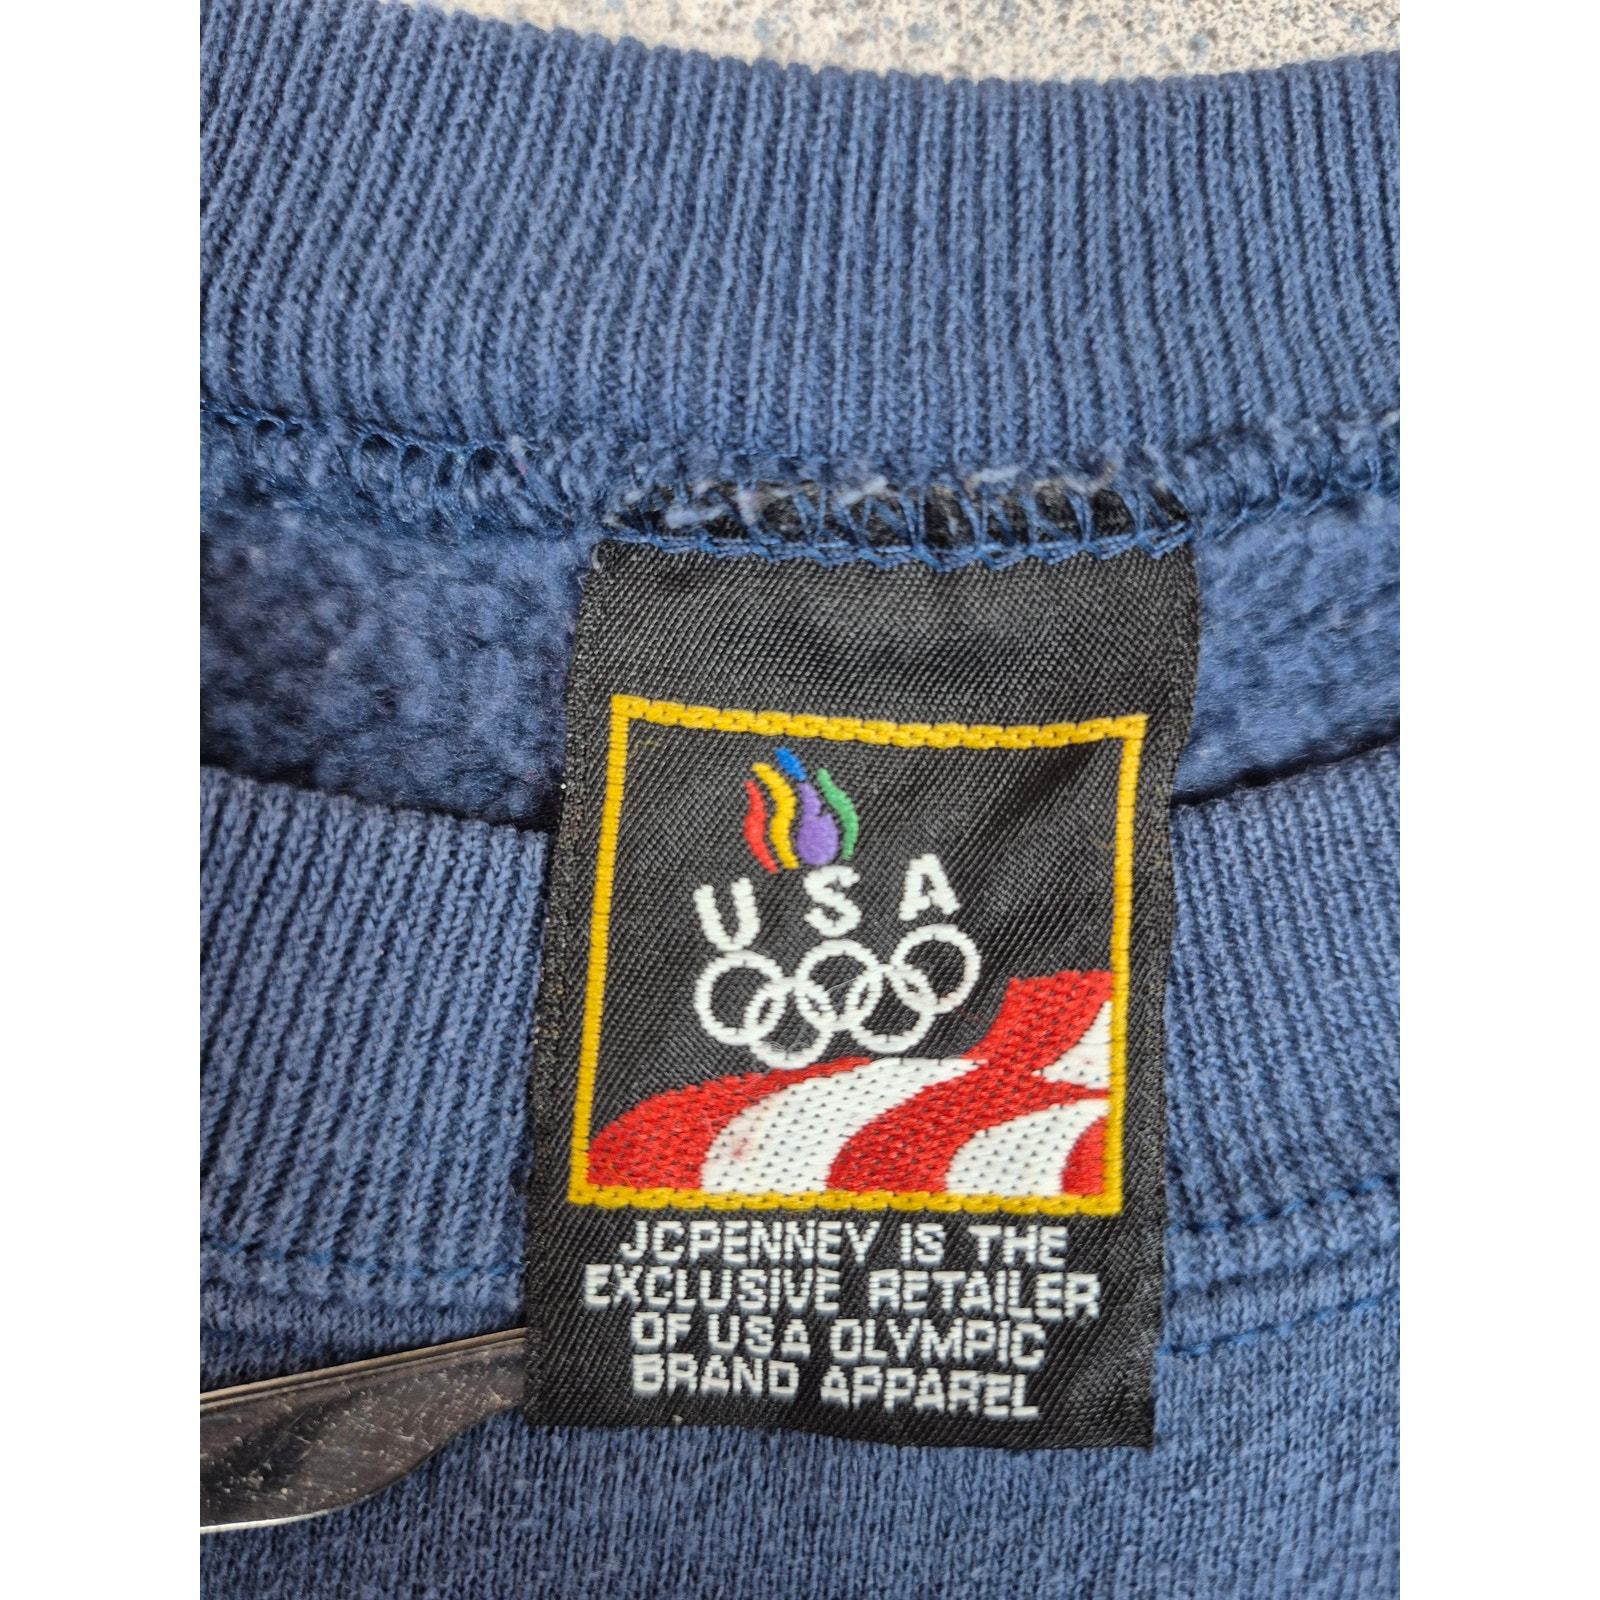 USA
JCPENNEY IS THE
EXCLUSIVE RETAILER
OF USA OLYMPIC
BRAND APPAREL